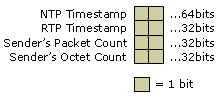 NTP Timestamp ...64bits
RTP Timestamp ...32bits
Sender's Packet Count ...32bits
Sender's Octet Count ...32bits
= 1 bit